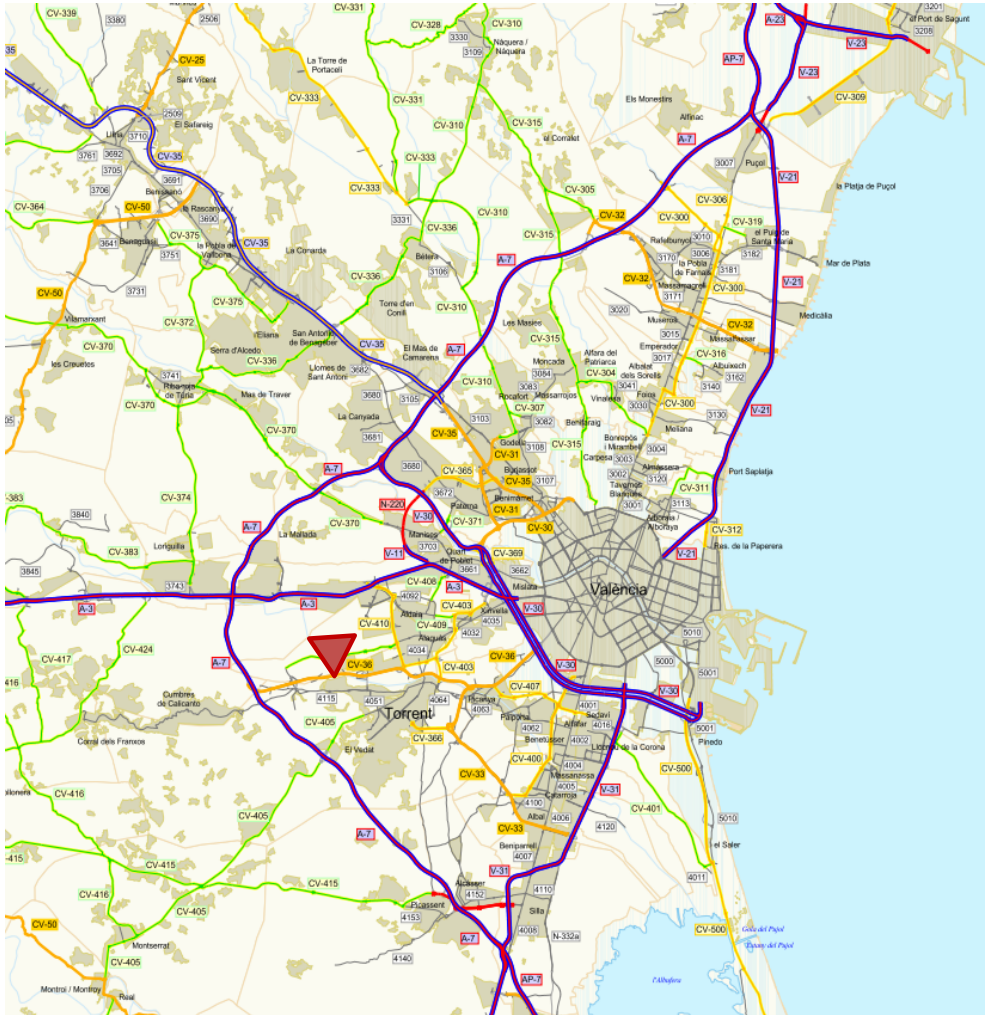 CV-339
3380
2506
CV-331
CV-328
CV-310
3330
3109
Nàquera /
Náquera
A-23
3201
el Port de Sagunt
3208
V-23
AP-7
V-23
35
CV-25
Sant Vicent
La Torre de
Portaceli
CV-333
CV-331
CV-309
Els Monestirs
Alfinac
2509
El Safareig
CV-310
CV-315
el Corralet
A-7
3710
Llíria
3761
3692
3705
CV-35
CV-333
3007
Puçol
V-21
la Platja de Puçol
3691
3706
Benissanó
CV-333
CV-305
CV-306
CV-364
CV-50
la Rascanya
3690
3331
CV-310
CV-32
CV-300
CV-319
el Puig de
Santa Maria
CV-375
CV-336
CV-315
Rafelbunyol
3010
3006
3182
3641
Benaguasil
3751
la Pobla de
Vallbona
CV-35
La Conarda
Bétera
3106
A-7
3170
la Pobla
de Farnals
3181
Mar de Plata
CV-50
3731
CV-375
CV-336
CV-32
Massamagrell
3171
CV-300
V-21
Vilamarxant
CV-372
Torre d'en
Conill
CV-310
3020
Museros
Medicàlia
CV-370
l'Eliana
San Antonio
de Benagéber
Les Masies
CV-315
3015
CV-32
Massalfassar
les Creuetes
Serra d'Alcedo
CV-336
CV-35
El Mas de
Camarena
A-7
Moncada
Alfara del
Patriarca
Emperador
3017
CV-316
Albuixech
3741
Llomes de
Sant Antoni
3682
3084
CV-304
Albalat
dels Sorells
3162
Riba-roja
de Túria
CV-370
Mas de Traver
3680
3105
CV-310
3083
Rocafort
Massarrojos
3041
Vinalesa
Foios
3140
CV-370
La Canyada
3103
CV-307
3030
CV-300
V-21
3681
CV-35
3082
Benifaraig
3130
Godella
3108
CV-315
Bonrepòs
i Mirambell
Meliana
CV-31
Carpesa
3003
3004
A-7
3680
CV-365
Burjassot
3002
Almàssera
Port Saplatja
383
CV-374
N-220
3672
CV-35
3107
Tavernes
Blanques
3120
CV-311
3840
CV-370
V-30
Paterna
Benimàmet
CV-31
3001
3113
A-7
La Mallada
CV-371
CV-30
Alboraia /
Alboraya
CV-312
CV-383
Loriguilla
Manises
3703
V-11
Quart
de Poblet
CV-369
V-21
Res. de la Paperera
3845
3743
3661
3662
CV-408
A-3
Mislata
València
A-3
A-3
4092
CV-403
Xirivella
V-30
CV-410
Aldaia
CV-409
4035
Alaquàs
4032
5010
CV-424
CV-417
4034
CV-36
5000
A-7
CV-36
CV-403
V-30
5001
416
Cumbres
de Calicanto
4115
4051
4064
Picanya
CV-407
V-30
4063
4001
Sedaví
CV-405
Torrent
Paiporta
Alfafar
4016
5001
Corral dels Franxos
CV-366
4062
4002
Pinedo
El Vedat
Benetússer
CV-400
4004
CV-33
Massanassa
CV-500
CV-416
4005
V-31
Catarroja
CV-405
4100
4006
CV-401
Albal
4120
5010
A-7
CV-33
el Saler
415
Beniparrell
4007
CV-415
V-31
4011
CV-415
Alcàsser
4152
4110
CV-416
Picassent
CV-50
CV-405
4153
Silla
CV-500
Gola del Pujol
Montserrat
A-7
4008
N-332a
Estany del Pujol
CV-405
4140
Montroi / Montroy
AP-7
l'Albufera
Real